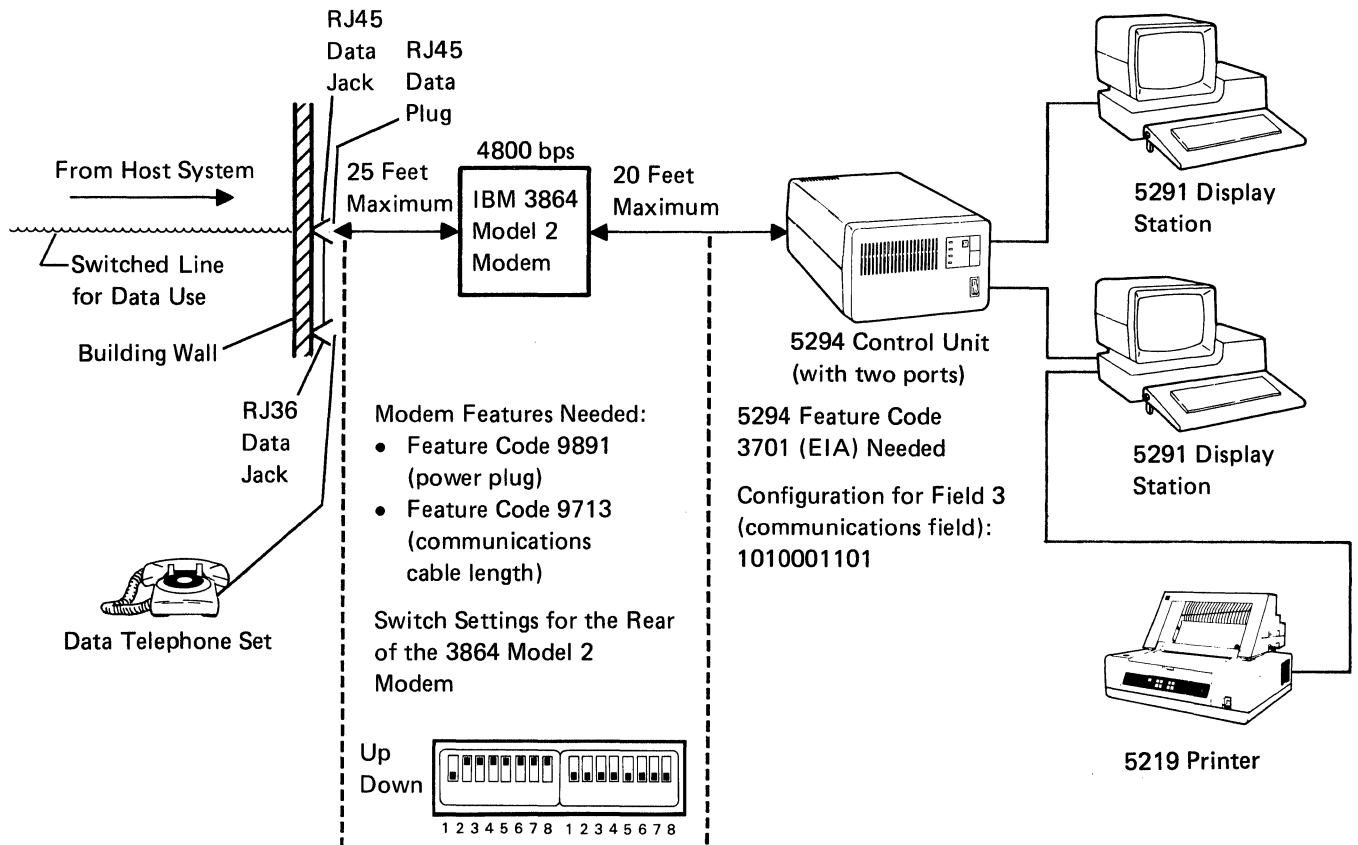 RJ45
Data
Jack
RJ45
Data
Plug
From Host System
Switched Line
for Data Use
Building Wall
25 Feet
Maximum
4800 bps
IBM 3864
Model 2
Modem
20 Feet
Maximum
5291 Display
Station
5294 Control Unit
(with two ports)
5294 Feature Code
3701 (EIA) Needed
Configuration for Field 3
(communications field):
1010001101
5291 Display
Station
RJ36
Data
Jack
Data Telephone Set
Modem Features Needed:
• Feature Code 9891
(power plug)
• Feature Code 9713
(communications
cable length)
Switch Settings for the Rear
of the 3864 Model 2
Modem
Up
Down
1 2 3 4 5 6 7 8 1 2 3 4 5 6 7 8
5219 Printer